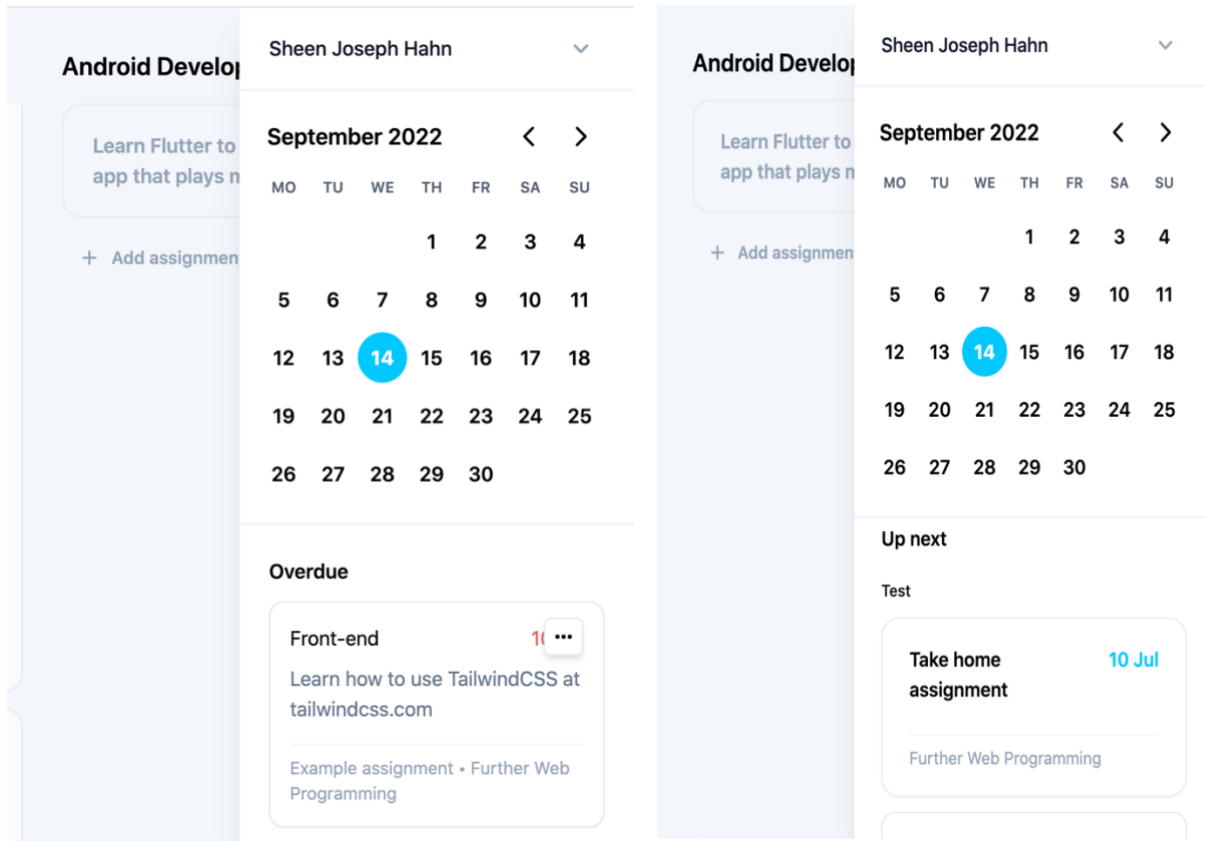 Android Develop
Learn Flutter to
app that plays m
+ Add assignmen
Sheen Joseph Hahn
September 2022
MO TU WE TH FR SA SU
1 2 3 4
5 6 7 8 9 10 11
12 13 14 15 16 17 18
19 20 21 22 23 24 25
26 27 28 29 30
Overdue
Front-end 10
Learn how to use TailwindCSS at
tailwindcss.com
Example assignment • Further Web
Programming
Android Develop
Learn Flutter to
app that plays m
+ Add assignmen
Sheen Joseph Hahn
September 2022
MO TU WE TH FR SA SU
1 2 3 4
5 6 7 8 9 10 11
12 13 14 15 16 17 18
19 20 21 22 23 24 25
26 27 28 29 30
Up next
Test
Take home 10 Jul
assignment
Further Web Programming